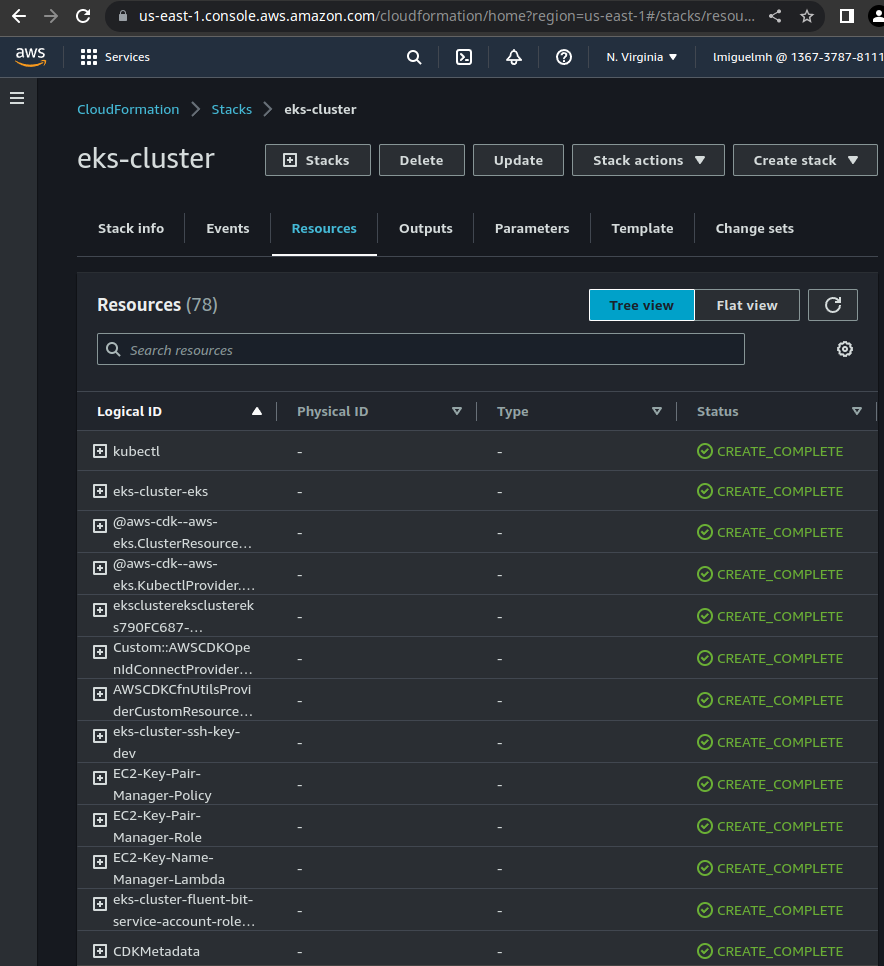 us-east-1.console.aws.amazon.com/cloudformation/home?region=us-east-1#/stacks/resou...
aws Services N. Virginia lmiguelmh @ 1367-3787-8111
CloudFormation Stacks eks-cluster
eks-cluster Stacks Delete Update Stack actions Create stack
Stack info Events Resources Outputs Parameters Template Change sets
Resources (78) Tree view Flat view
Search resources
Logical ID Physical ID Type Status
kubectl - - CREATE_COMPLETE
eks-cluster-eks - - CREATE_COMPLETE
@aws-cdk--aws-
eks.ClusterResource... - - CREATE_COMPLETE
@aws-cdk--aws-
eks.KubectlProvider.... - - CREATE_COMPLETE
eksclustereksclusterek
s790FC687-... - - CREATE_COMPLETE
Custom::AWSCDKOpe
nIdConnectProvider... - - CREATE_COMPLETE
AWSCDKCfnUtilsProvi
derCustomResource... - - CREATE_COMPLETE
eks-cluster-ssh-key-
dev - - CREATE_COMPLETE
EC2-Key-Pair-
Manager-Policy - - CREATE_COMPLETE
EC2-Key-Pair-
Manager-Role - - CREATE_COMPLETE
EC2-Key-Name-
Manager-Lambda - - CREATE_COMPLETE
eks-cluster-fluent-bit-
service-account-role... - - CREATE_COMPLETE
CDKMetadata - - CREATE_COMPLETE